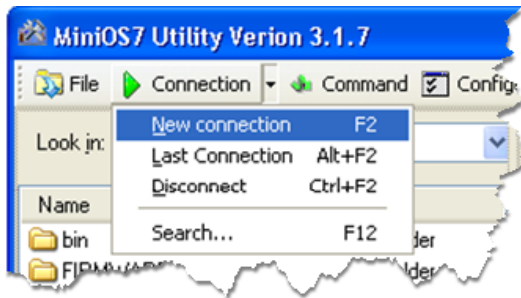 MiniOS7 Utility Verion 3.1.7
File Connection Command Config
Look in:
New connection F2
Last Connection Alt+F2
Disconnect Ctrl+F2
Search... F12
Name
bin